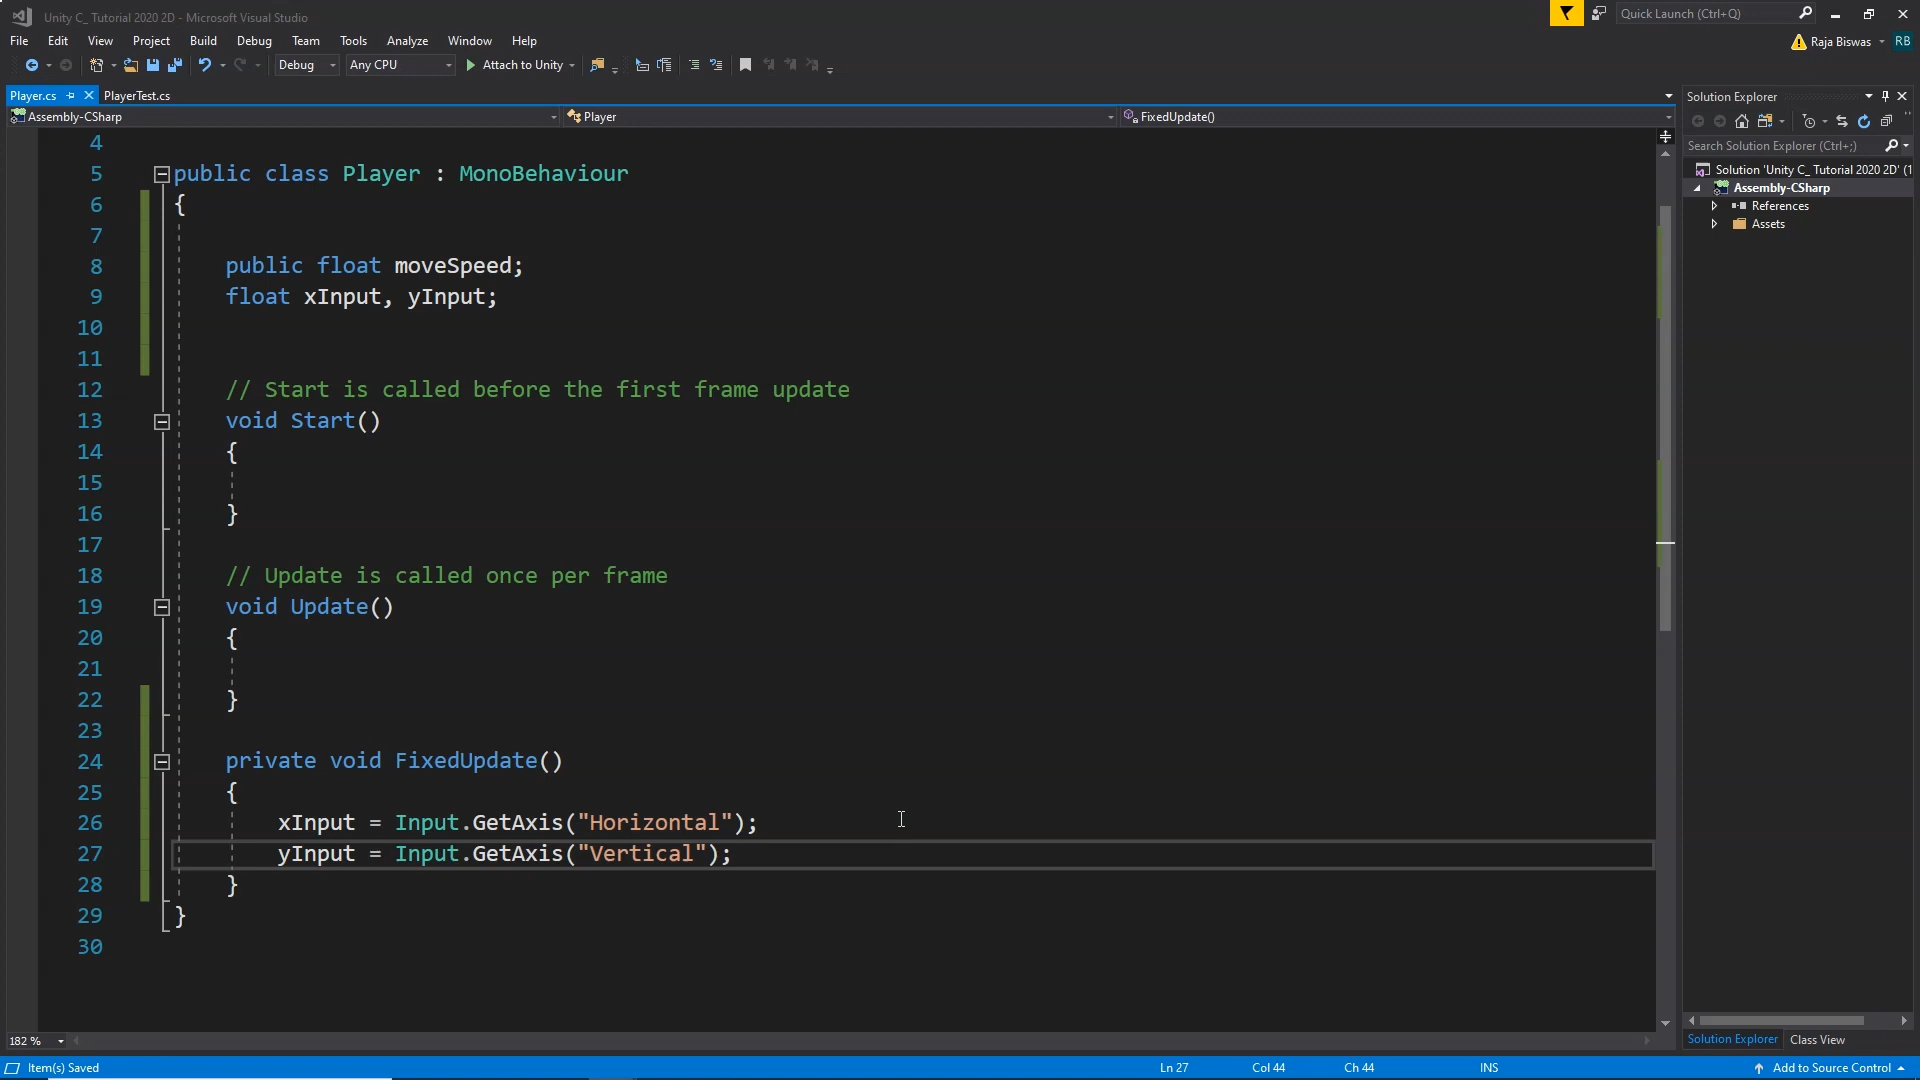 Unity C_ Tutorial 2020 2D - Microsoft Visual Studio
Quick Launch (Ctrl+Q)
File Edit View Project Build Debug Team Tools Analyze Window Help
Raja Biswas RB
Debug Any CPU Attach to Unity
Player.cs PlayerTest.cs
Solution Explorer
Assembly-CSharp Player FixedUpdate()
Search Solution Explorer (Ctrl+;)
Solution 'Unity C_ Tutorial 2020 2D' (1
Assembly-CSharp
References
Assets
4
5 public class Player : MonoBehaviour
6 {
7
8 public float moveSpeed;
9 float xInput, yInput;
10
11
12 // Start is called before the first frame update
13 void Start()
14 {
15
16 }
17
18 // Update is called once per frame
19 void Update()
20 {
21
22 }
23
24 private void FixedUpdate()
25 {
26 xInput = Input.GetAxis("Horizontal");
27 yInput = Input.GetAxis("Vertical");
28 }
29 }
30
182 %
Solution Explorer Class View
Item(s) Saved Ln 27 Col 44 Ch 44 INS Add to Source Control